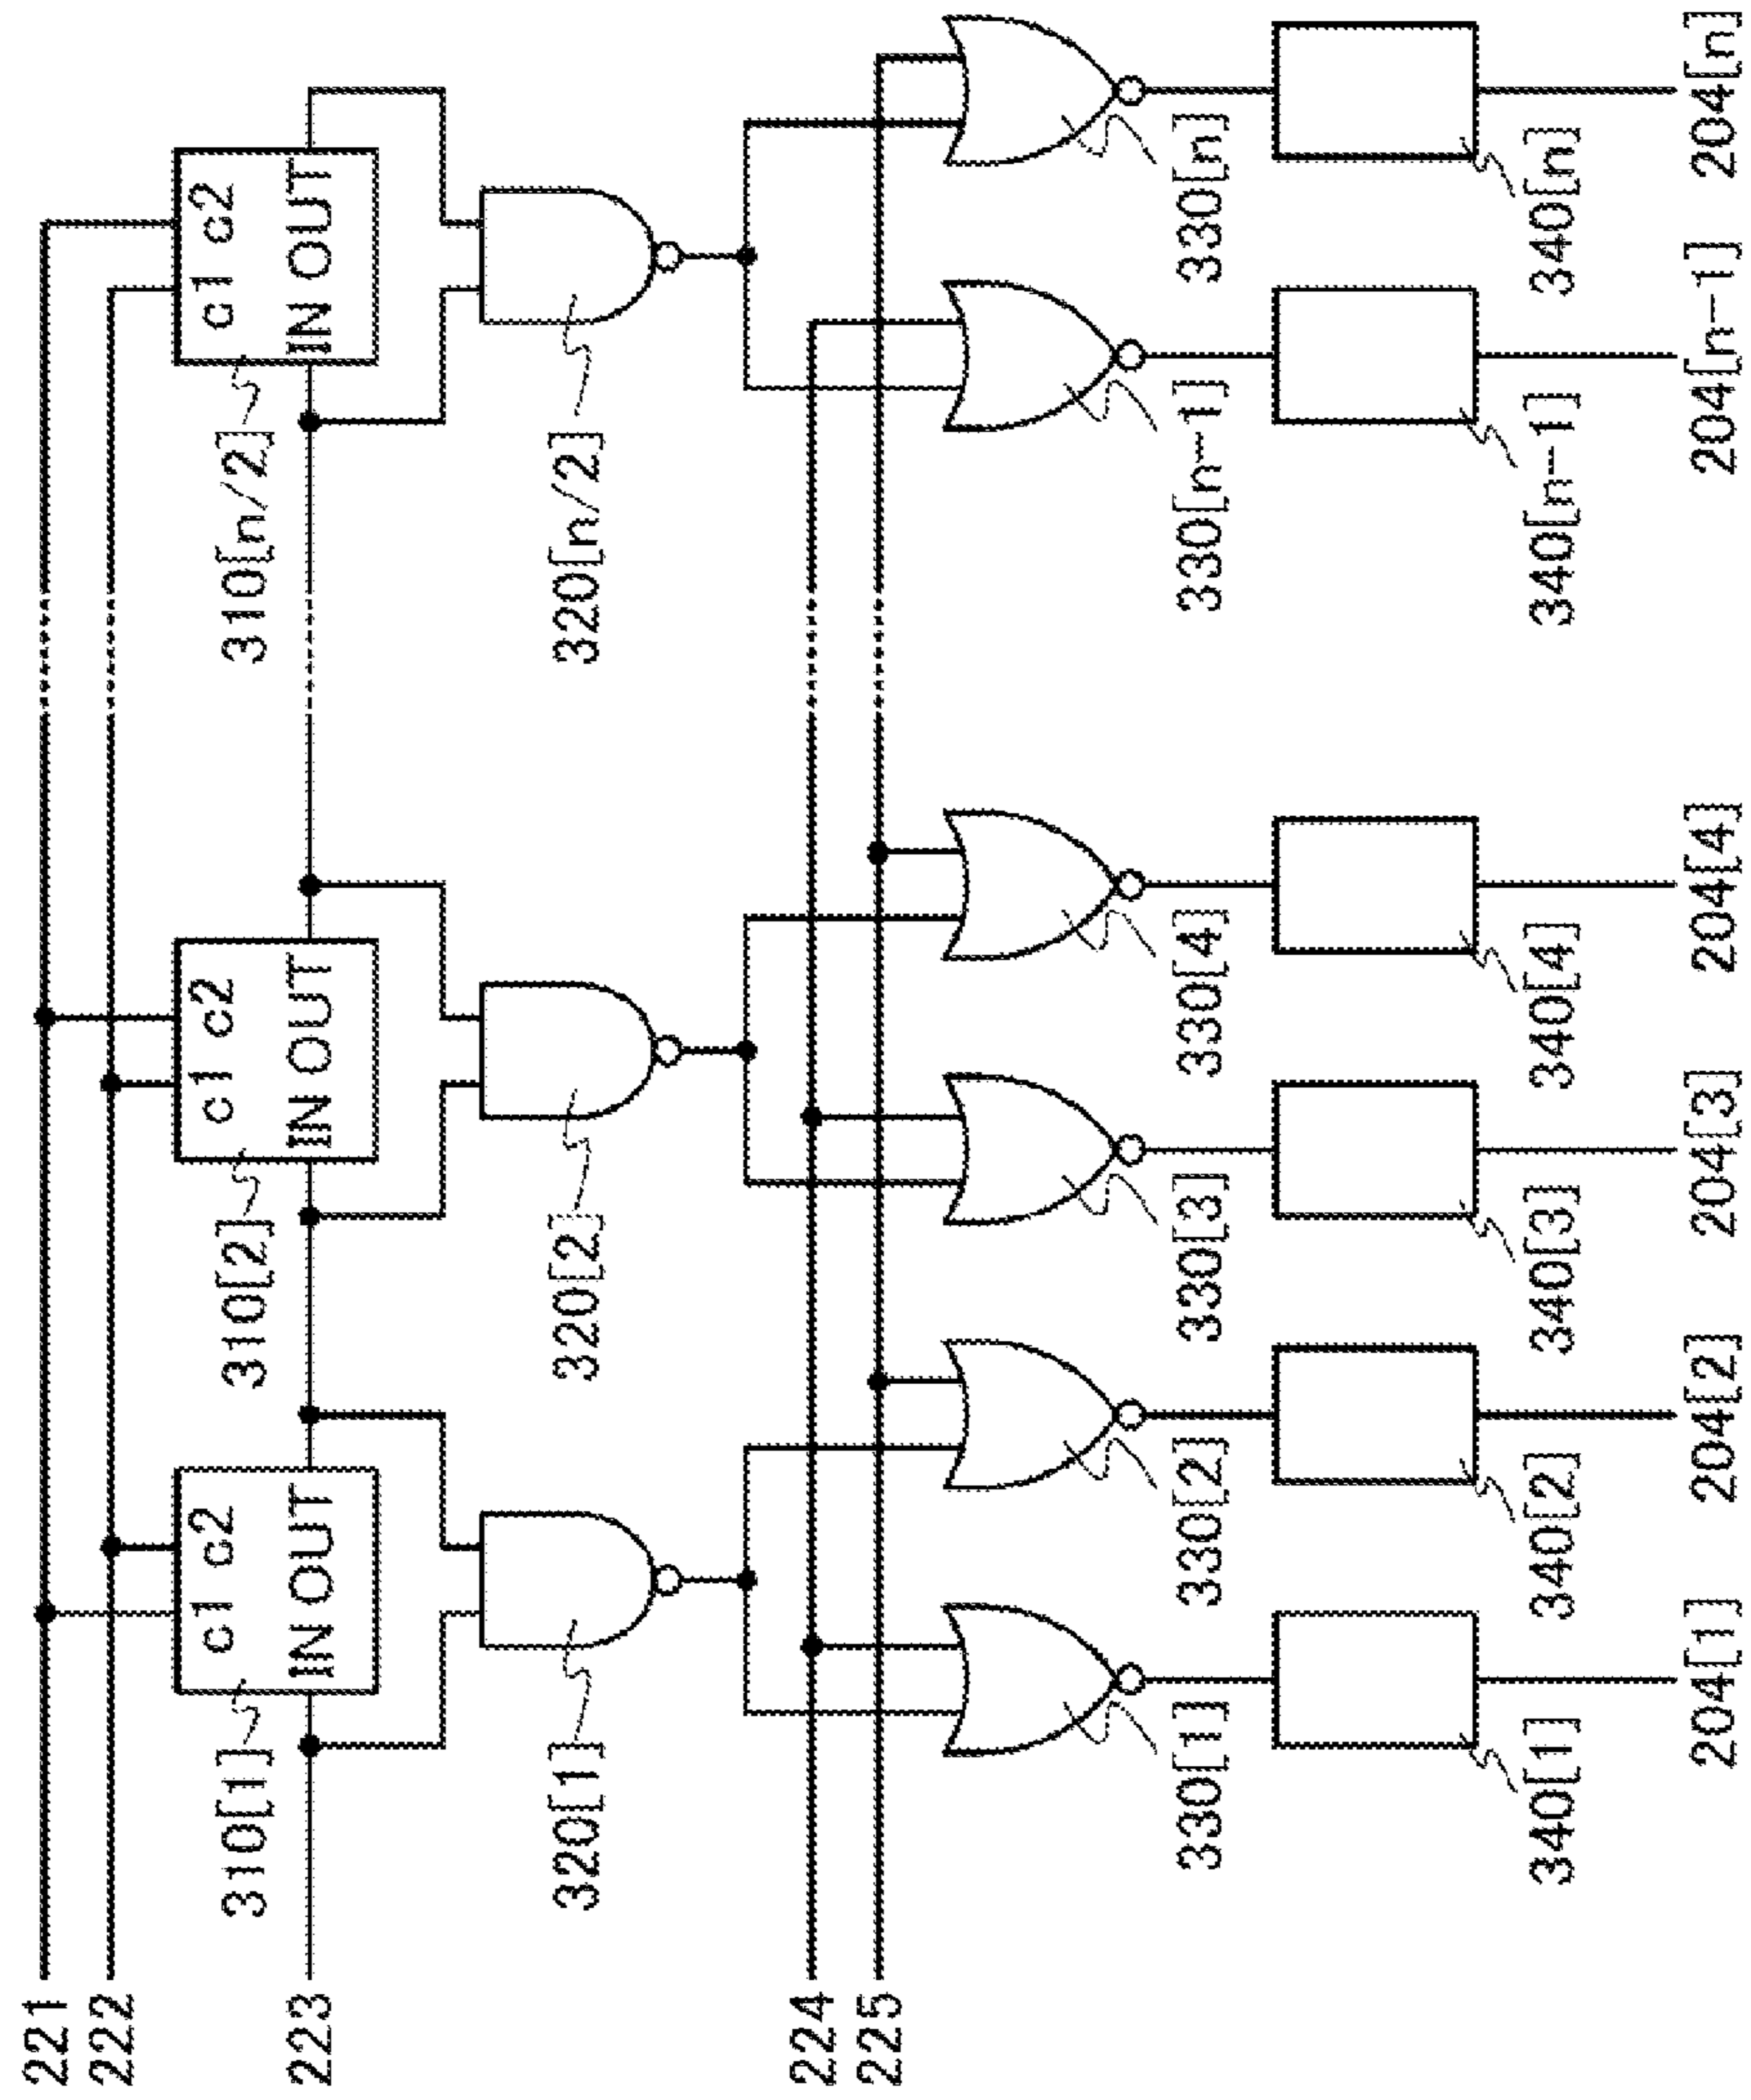 221
222
223
224
225
310[1]
c1 c2
IN OUT
310[2]
c1 c2
IN OUT
310[n/2]
c1 c2
IN OUT
320[1]
320[2]
320[n/2]
330[1]
330[2]
330[3]
330[4]
330[n-1]
330[n]
340[1]
340[2]
340[3]
340[4]
340[n-1]
340[n]
204[1]
204[2]
204[3]
204[4]
204[n-1]
204[n]